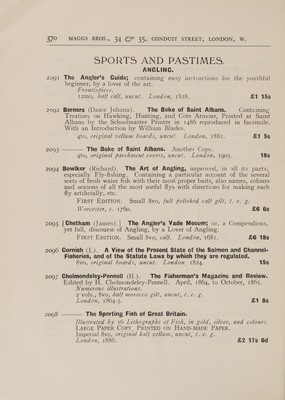 370 MAGGS BROS., 34 & 35, CONDUIT STREET, LONDON, W.
SPORTS AND PASTIMES.
ANGLING.
2091 The Angler's Guide; containing easy instructions for the youthful
beginner, by a lover of the art.
Frontispiece.
12mo, half calf, uncut. London, 1828. £1 15s
2092 Berners (Dame Juliana). The Boke of Saint Albans. Containing
Treatises on Hawking, Hunting, and Cote Armour, Printed at Saint
Albans by the Schoolmaster Printer in 1486 reproduced in facsimile.
With an Introduction by William Blades.
4to, original vellum boards, uncut. London, 1881. £1 5s
2093 ——— The Boke of Saint Albans. Another Copy.
4to, original parchment covers, uncut. London, 1905. 18s
2094 Bowlker (Richard). The Art of Angling, improved, in all its parts,
especially Fly-fishing. Containing a particular account of the several
sorts of fresh water fish with their most proper baits, also names, colours,
and seasons of all the most useful flys with directions for making each
fly artificially, etc.
FIRST EDITION. Small 8vo, full polished calf gilt, t. e. g.
Worcester, c. 1760. £6 6s
2095 [Chetham (James).] The Angler's Vade Mecum; or, a Compendious,
yet full, discourse of Angling, by a Lover of Angling.
FIRST EDITION. Small 8vo, calf. London, 1681. £6 18s
2096 Cornish (J.). A View of the Present State of the Salmon and Channel-
Fisheries, and of the Statute Laws by which they are regulated.
8vo, original boards, uncut. London 1824. 15s
2097 Cholmondeley-Pennell (H.). The Fisherman's Magazine and Review.
Edited by H. Cholmondeley-Pennell. April, 1864, to October, 1865.
Numerous illustrations.
2 vols., 8vo, half morocco gilt, uncut, t. e. g.
London, 1864-5. £1 8s
2098 ——— The Sporting Fish of Great Britain.
Illustrated by 16 Lithographs of Fish, in gold, silver, and colours.
LARGE PAPER COPY. PRINTED ON HAND-MADE PAPER.
Imperial 8vo, original half vellum, uncut, t. e. g.
London, 1886. £2 17s 6d